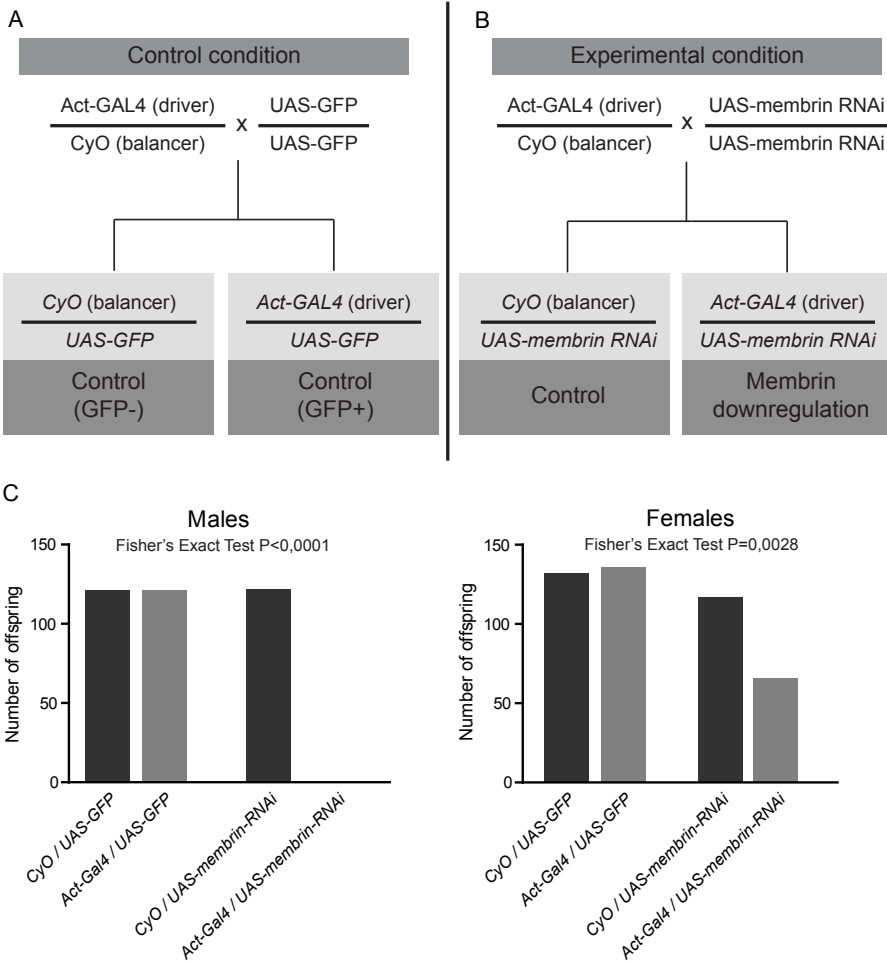 A
Control condition
Act-GAL4 (driver)
CyO (balancer)
x
UAS-GFP
UAS-GFP
CyO (balancer)
UAS-GFP
Control
(GFP-)
Act-GAL4 (driver)
UAS-GFP
Control
(GFP+)
B
Experimental condition
Act-GAL4 (driver)
CyO (balancer)
x
UAS-membrin RNAi
UAS-membrin RNAi
CyO (balancer)
UAS-membrin RNAi
Control
Act-GAL4 (driver)
UAS-membrin RNAi
Membrin
downregulation
C
Males
Fisher's Exact Test P<0,0001
Number of offspring
150
100
50
0
CyO / UAS-GFP
Act-Gal4 / UAS-GFP
CyO / UAS-membrin-RNAi
Act-Gal4 / UAS-membrin-RNAi
Females
Fisher's Exact Test P=0,0028
Number of offspring
150
100
50
0
CyO / UAS-GFP
Act-Gal4 / UAS-GFP
CyO / UAS-membrin-RNAi
Act-Gal4 / UAS-membrin-RNAi